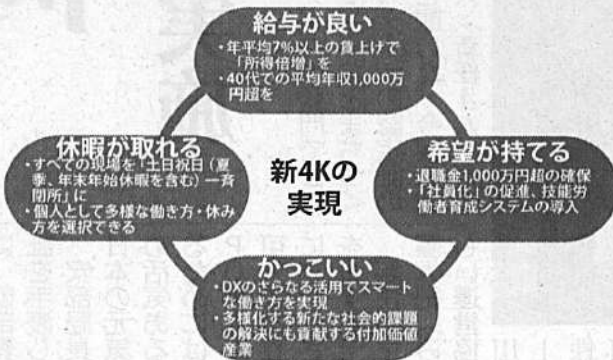 給与が良い
・年平均7%以上の賃上げで
「所得倍増」を
・40代での平均年収1,000万
円超を
休暇が取れる
・すべての現場を「土日祝日(夏
季、年末年始休暇を含む)一斉
閉所」に
・個人として多様な働き方・休み
方を選択できる
新4Kの
実現
希望が持てる
・退職金1,000万円超の確保
・「社員化」の促進、技能労
働者育成システムの導入
かっこいい
・DXのさらなる活用でスマート
な働き方を実現
・多様化する新たな社会的課題
の解決にも貢献する付加価値
産業